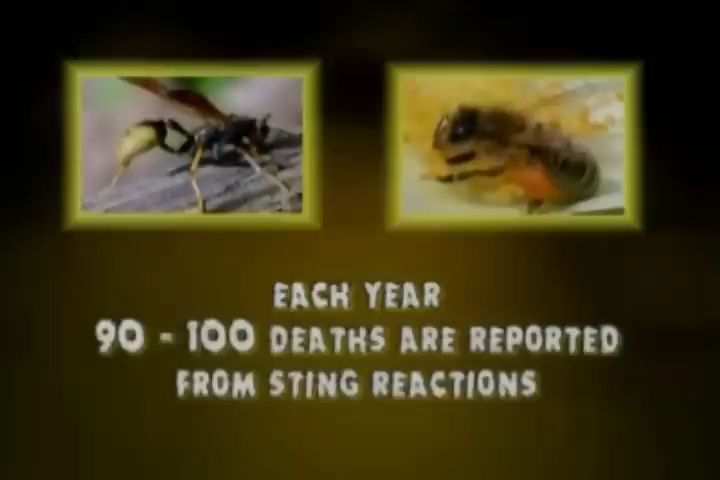 EACH YEAR
90 - 100 DEATHS ARE REPORTED
FROM STING REACTIONS